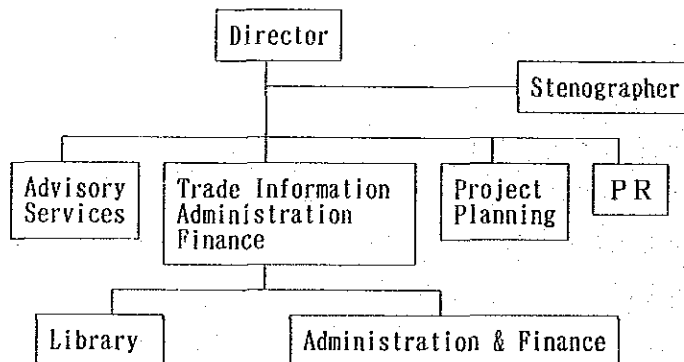 Director
Stenographer
Advisory
Services
Trade Information
Administration
Finance
Project
Planning
PR
Library
Administration & Finance